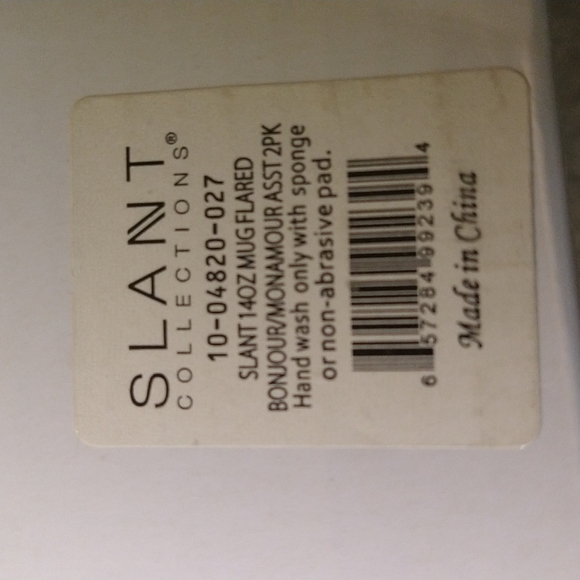 SLANT
COLLECTIONS®
10-04820-027
SLANT 14OZ MUG FLARED
BONJOUR/MONAMOUR ASST 2PK
Hand wash only with sponge
or non-abrasive pad.
6 57284 99239 4
Made in China